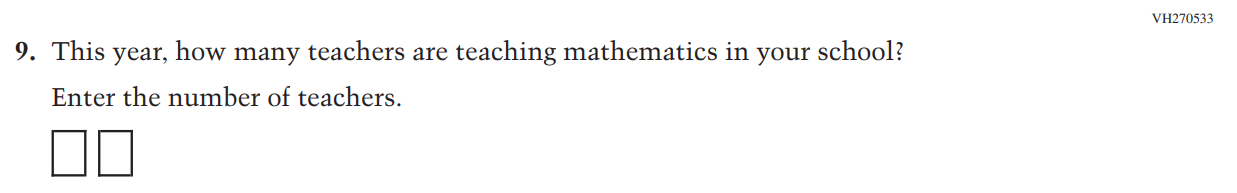 VH270533
9. This year, how many teachers are teaching mathematics in your school?
Enter the number of teachers.